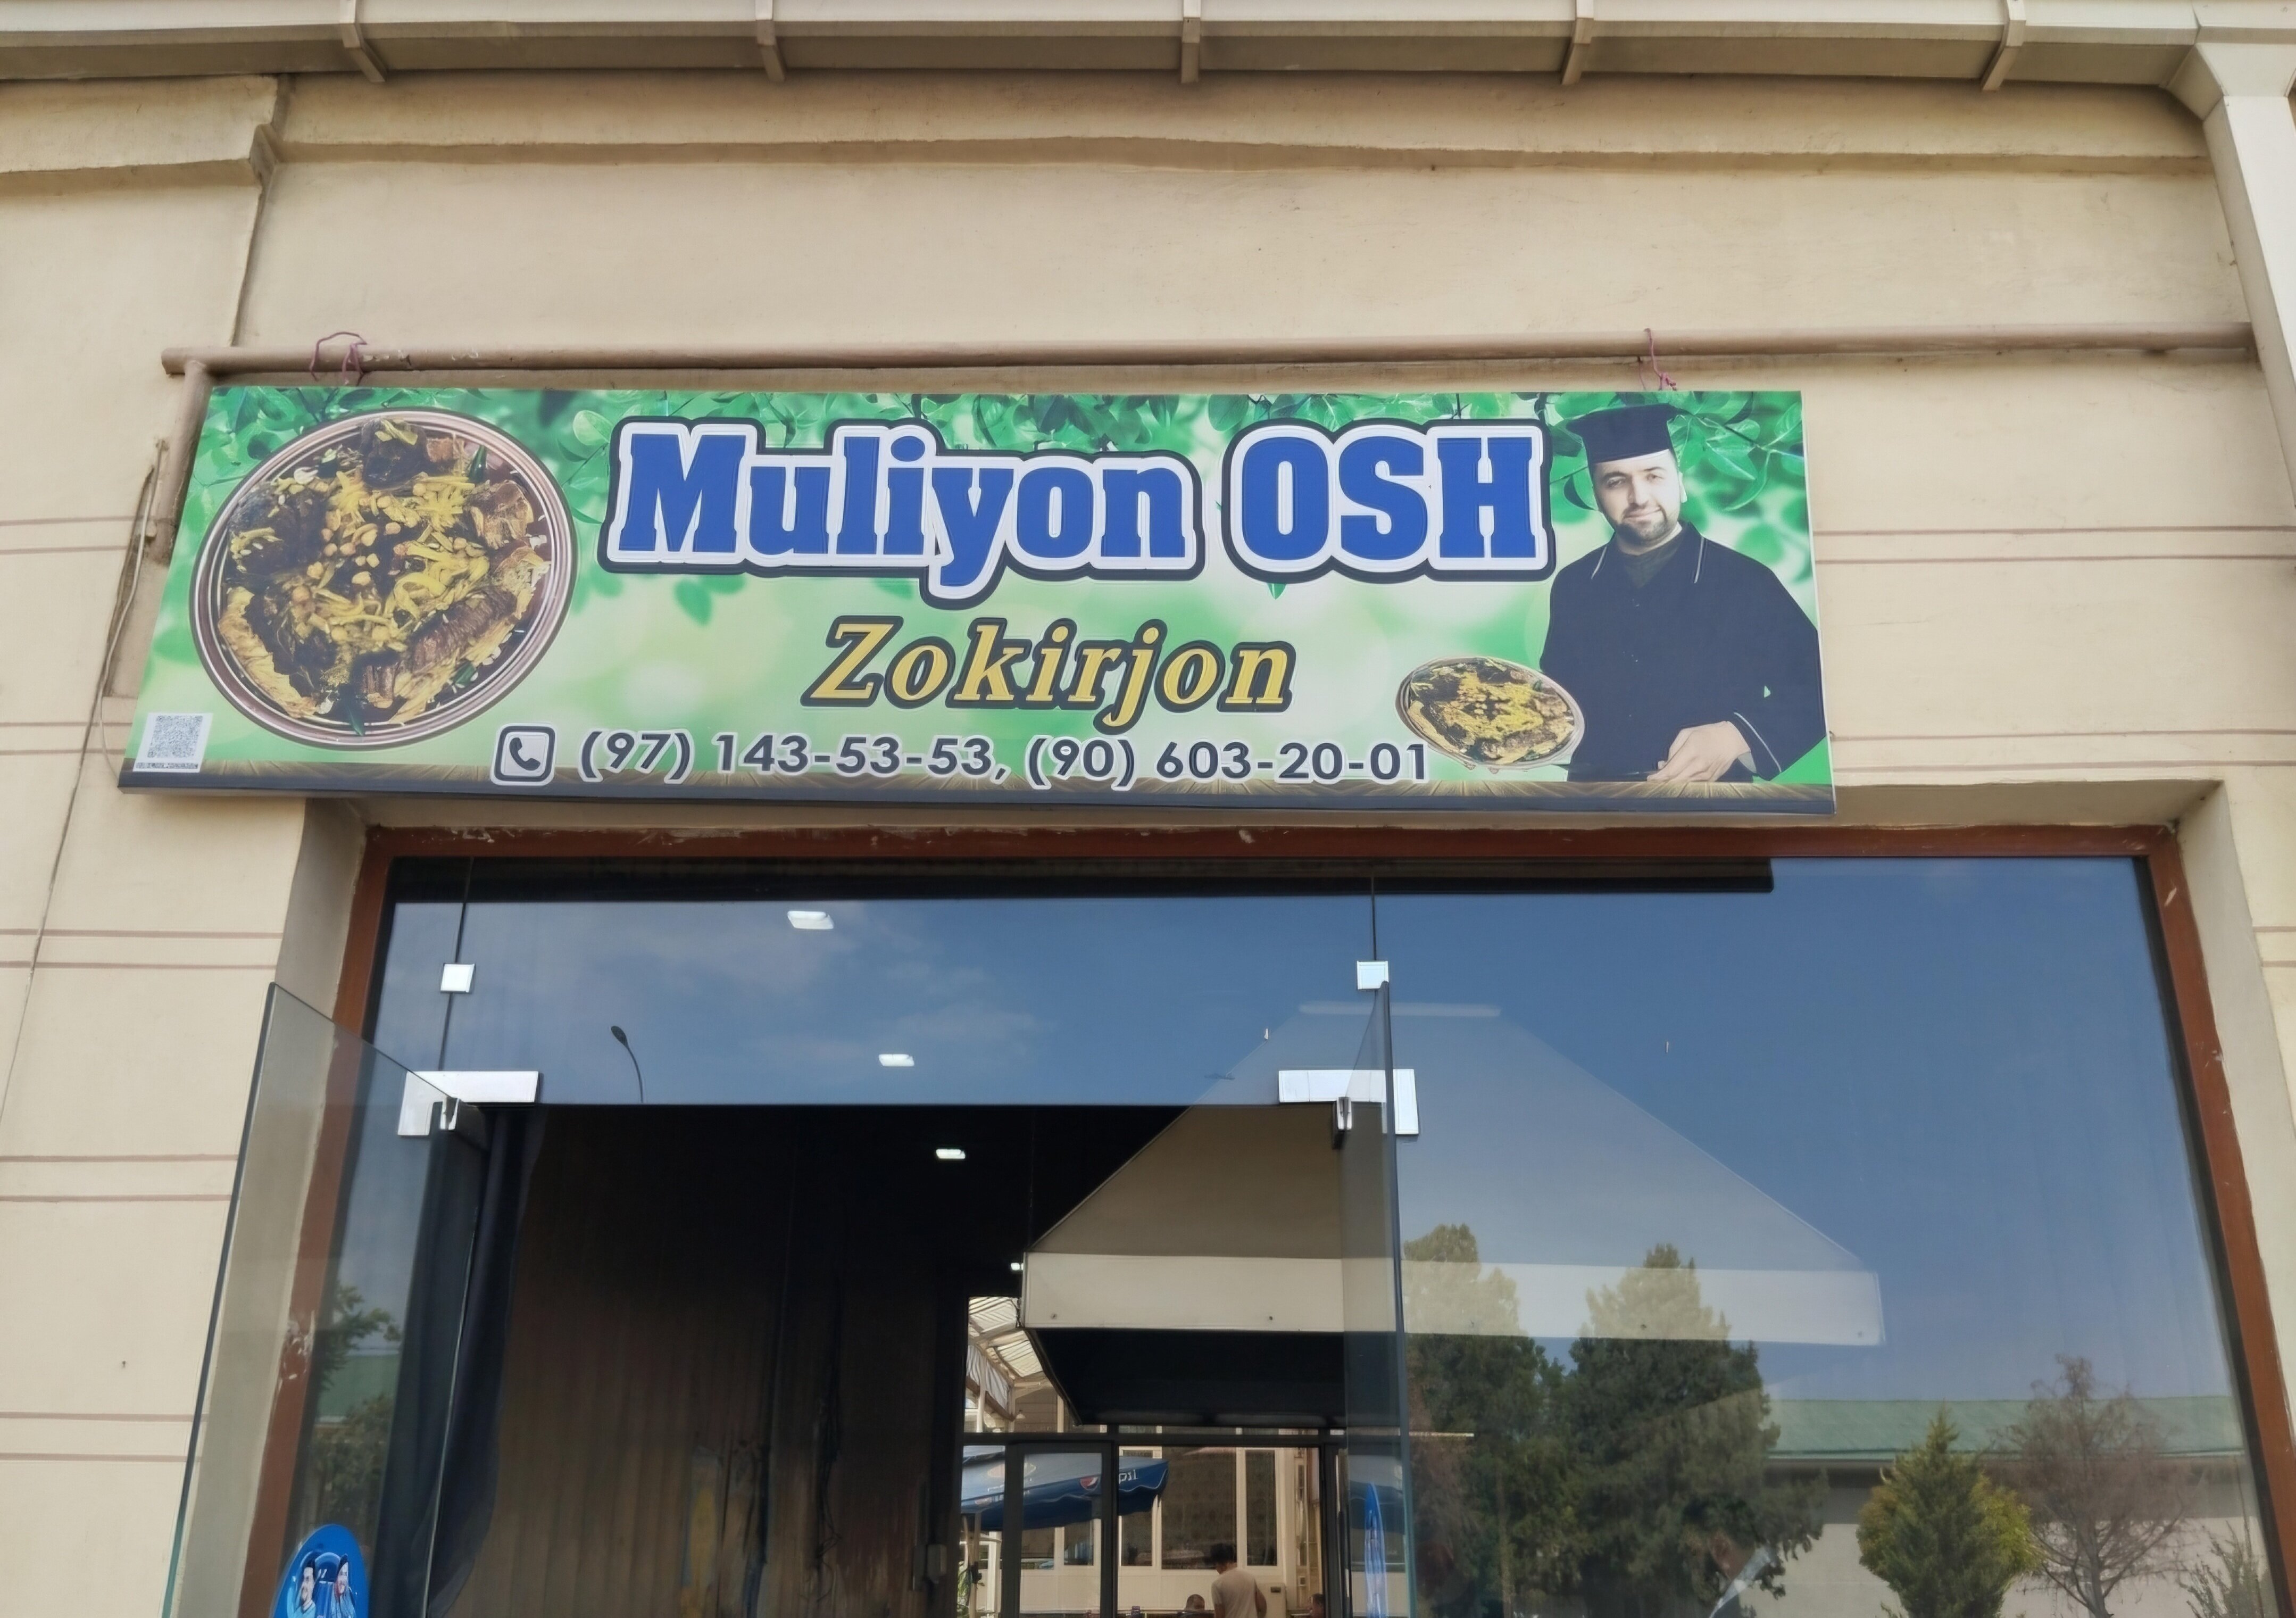 Muliyon OSH
Zokirjon
(97) 143-53-53, (90) 603-20-01